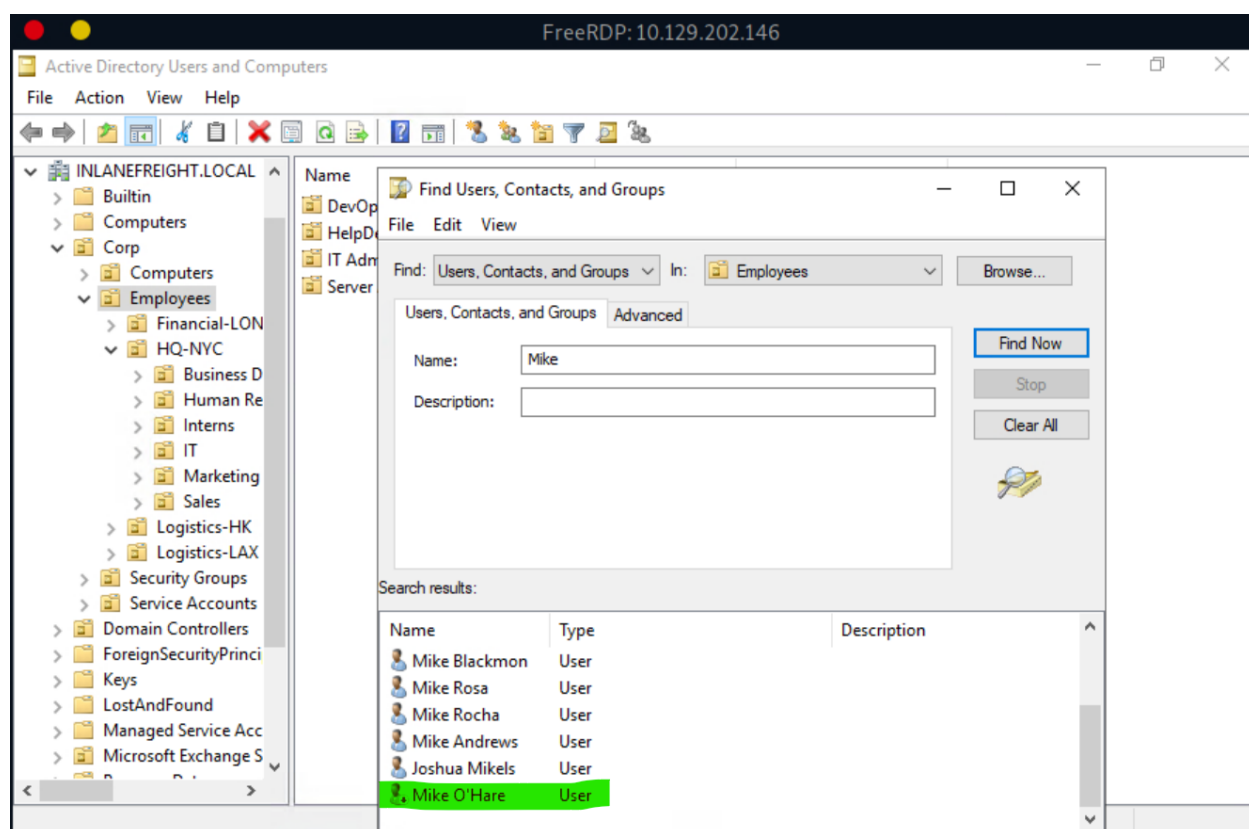 FreeRDP: 10.129.202.146
Active Directory Users and Computers
File Action View Help
INLANEFREIGHT.LOCAL
Builtin
Computers
Corp
Computers
Employees
Financial-LON
HQ-NYC
Business D
Human Re
Interns
IT
Marketing
Sales
Logistics-HK
Logistics-LAX
Security Groups
Service Accounts
Domain Controllers
ForeignSecurityPrinci
Keys
LostAndFound
Managed Service Acc
Microsoft Exchange S
Name
DevOp
HelpDe
IT Adm
Server
Find Users, Contacts, and Groups
File Edit View
Find: Users, Contacts, and Groups In: Employees Browse...
Users, Contacts, and Groups Advanced
Name: Mike
Description:
Find Now
Stop
Clear All
Search results:
Name Type Description
Mike Blackmon User
Mike Rosa User
Mike Rocha User
Mike Andrews User
Joshua Mikels User
Mike O'Hare User